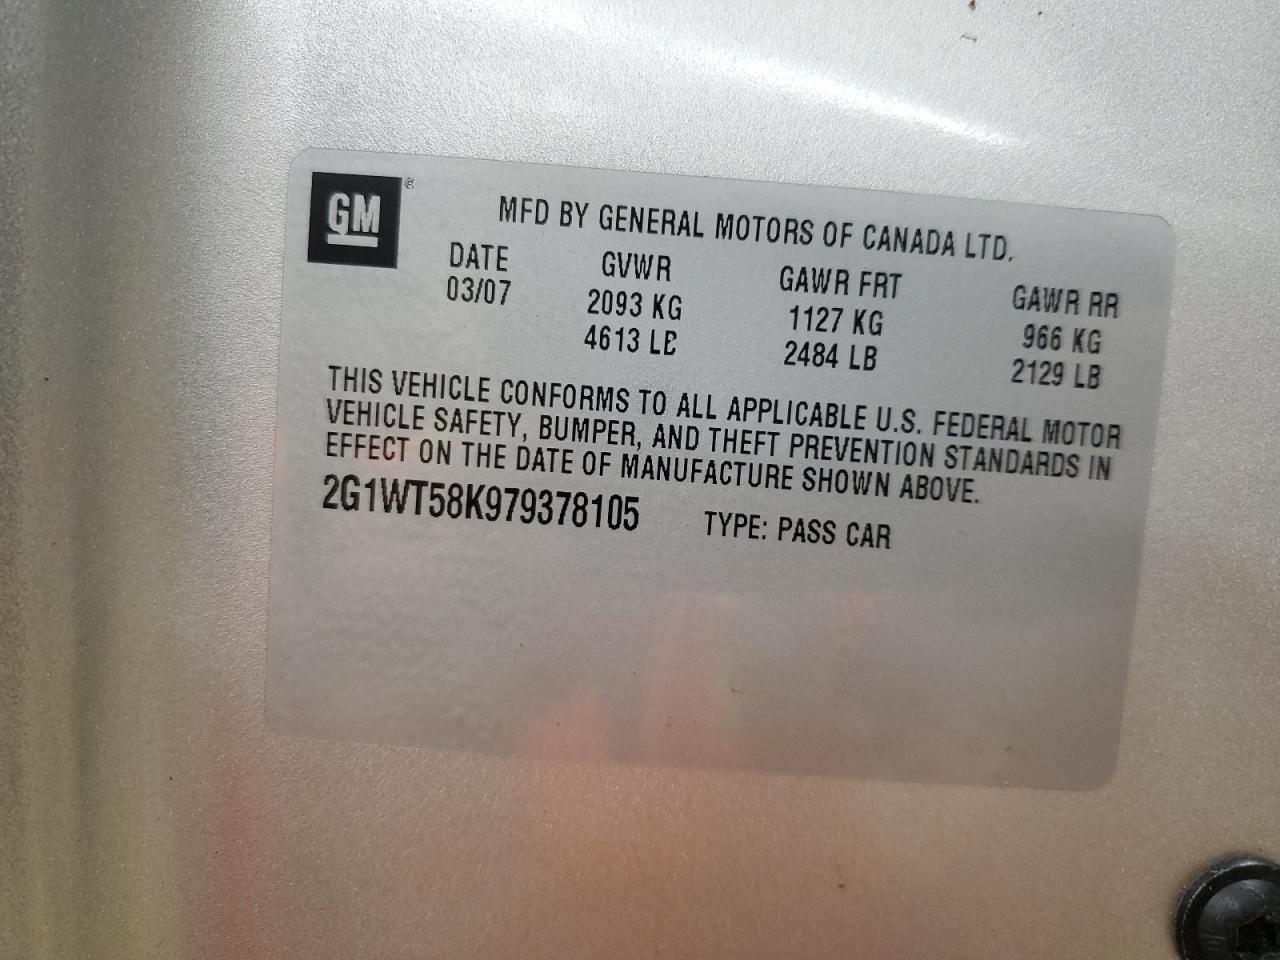 GM ®
MFD BY GENERAL MOTORS OF CANADA LTD.
DATE GVWR GAWR FRT GAWR RR
03/07 2093 KG 1127 KG 966 KG
4613 LB 2484 LB 2129 LB
THIS VEHICLE CONFORMS TO ALL APPLICABLE U.S. FEDERAL MOTOR
VEHICLE SAFETY, BUMPER, AND THEFT PREVENTION STANDARDS IN
EFFECT ON THE DATE OF MANUFACTURE SHOWN ABOVE.
2G1WT58K979378105 TYPE: PASS CAR